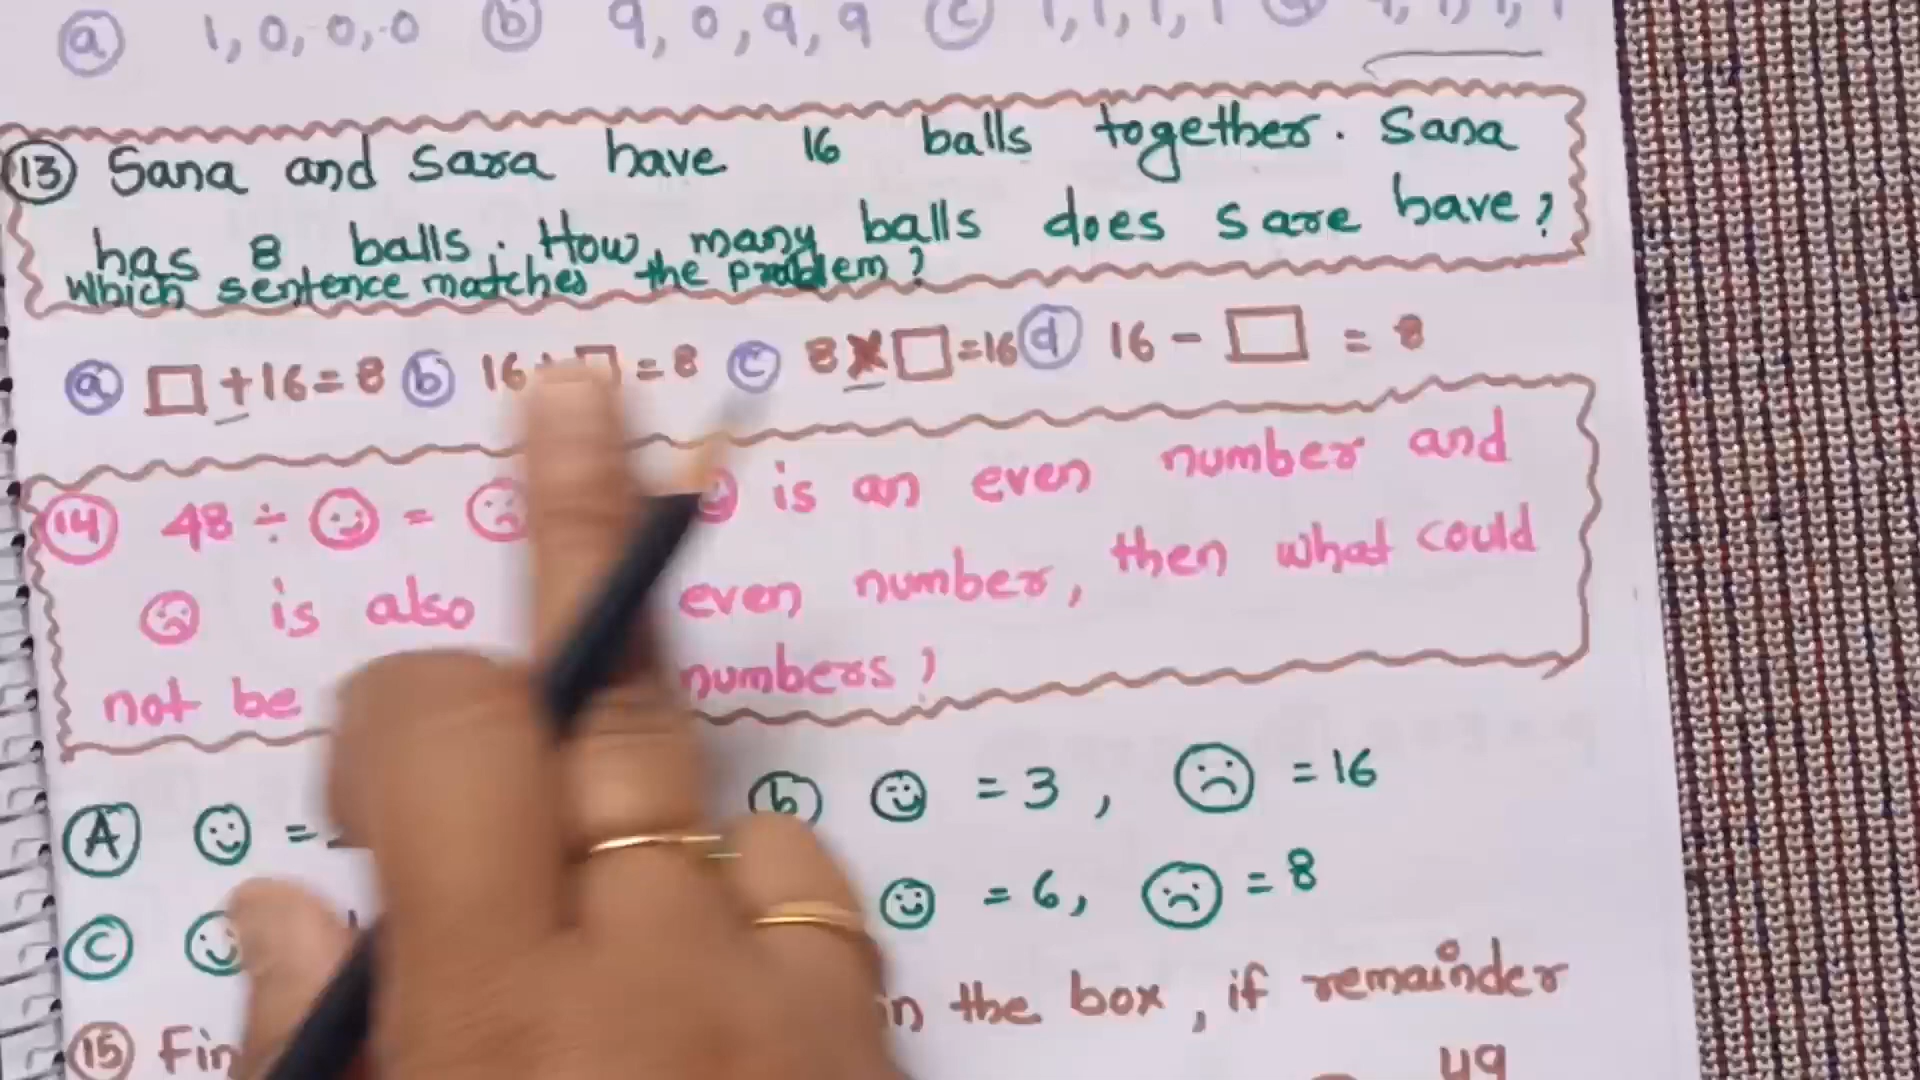 ⓐ 1, 0, 0, 0 ⓑ 9, 0, 9, 9 ⓒ 1, 1, 1, 1
⑬ Sana and Sara have 16 balls together. Sana
has 8 balls. How many balls does Sare have?
Which sentence matches the problem?
ⓐ □ + 16 = 8 ⓑ 16 □ = 8 ⓒ 8 × □ = 16 ⓓ 16 - □ = 8
⑭ 48 ÷ ☺ = ☹ ☺ is an even number and
☹ is also even number, then what could
not be numbers?
Ⓐ ☺ = ⓑ ☺ = 3, ☹ = 16
Ⓒ ☺ ☺ = 6, ☹ = 8
⑮ in the box, if remainder
49